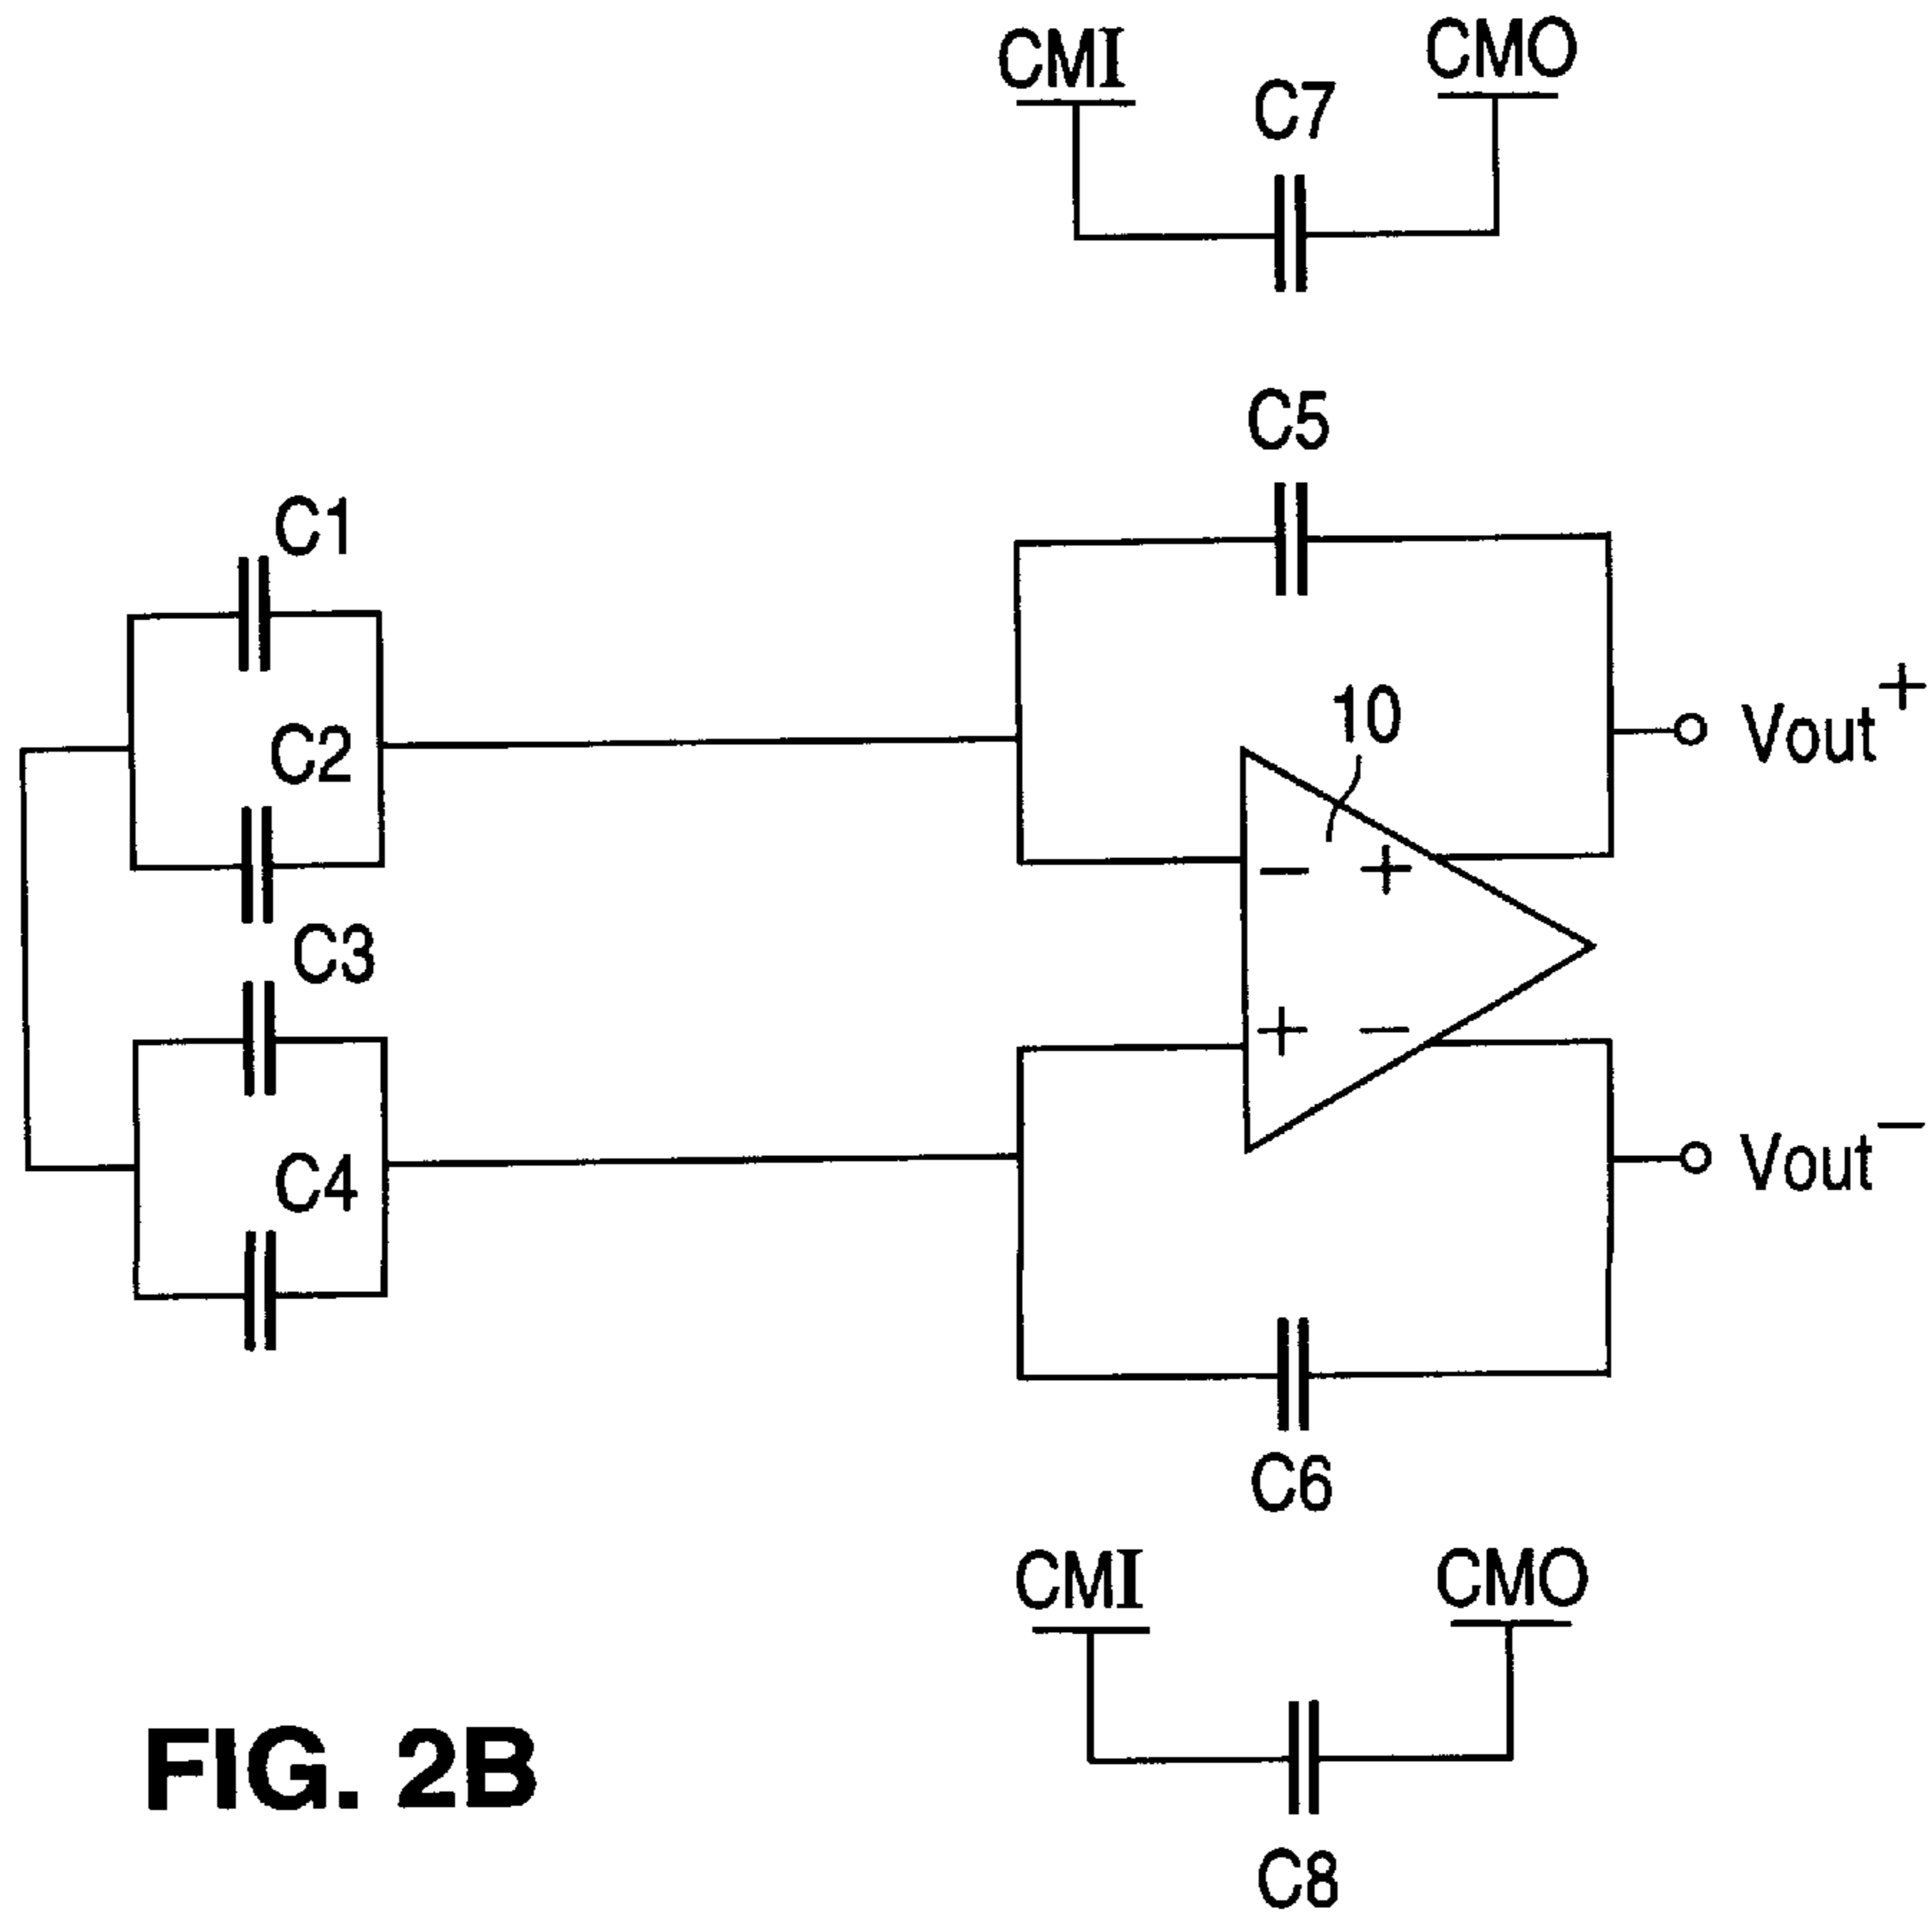 CMI
CMO
C7
C5
C1
C2
10
Vout+
C3
− +
+ −
C4
Vout−
C6
CMI
CMO
FIG. 2B
C8